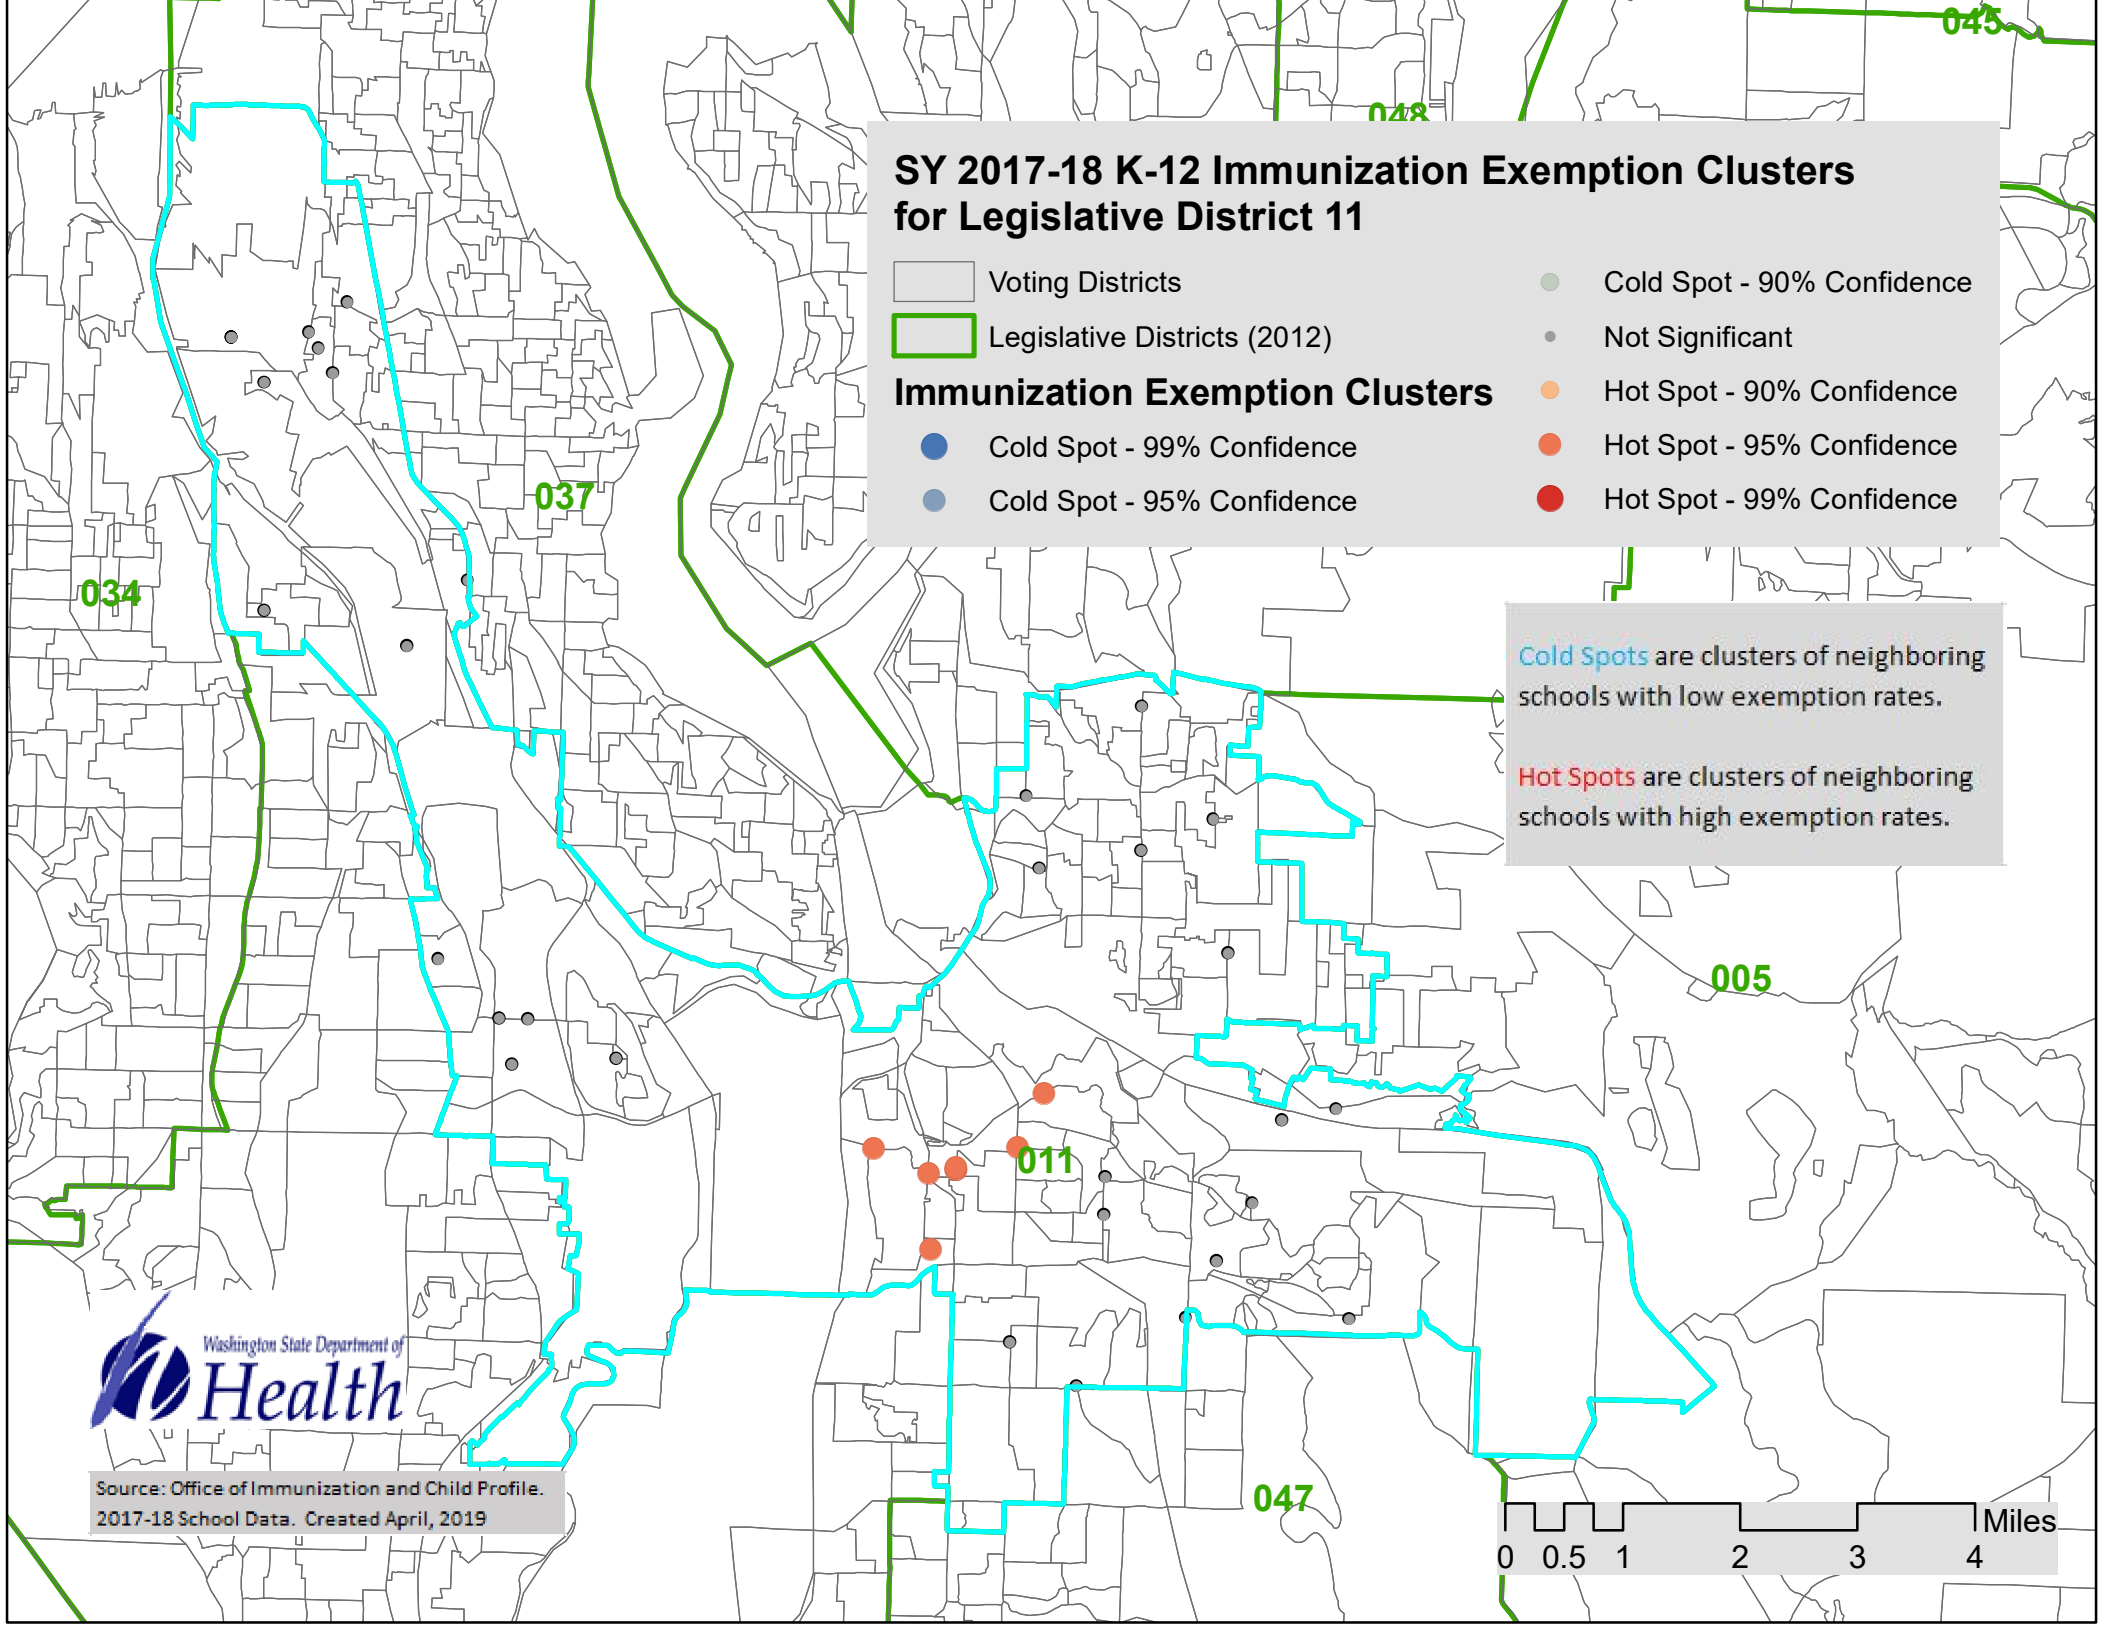 045
048
SY 2017-18 K-12 Immunization Exemption Clusters
for Legislative District 11
Voting Districts
Legislative Districts (2012)
Immunization Exemption Clusters
Cold Spot - 99% Confidence
Cold Spot - 95% Confidence
Cold Spot - 90% Confidence
Not Significant
Hot Spot - 90% Confidence
Hot Spot - 95% Confidence
Hot Spot - 99% Confidence
037
034
Cold Spots are clusters of neighboring
schools with low exemption rates.
Hot Spots are clusters of neighboring
schools with high exemption rates.
005
011
Washington State Department of
Health
Source: Office of Immunization and Child Profile.
2017-18 School Data. Created April, 2019
047
Miles
0 0.5 1 2 3 4